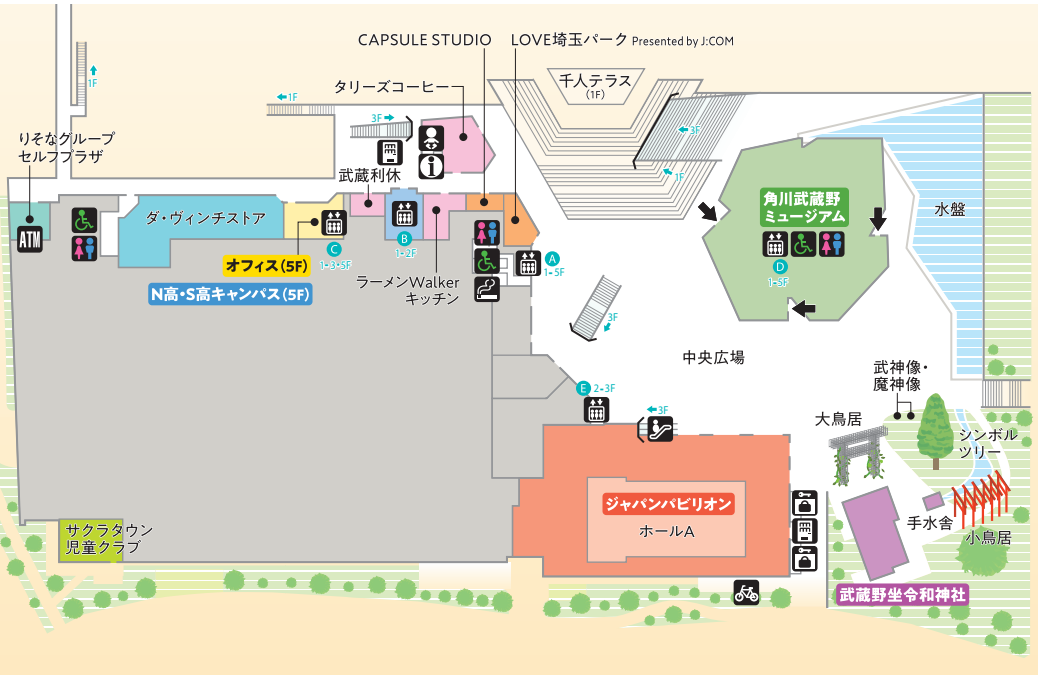 CAPSULE STUDIO
LOVE埼玉パーク Presented by J:COM
千人テラス
(1F)
タリーズコーヒー
1F
1F
3F
3F
1F
りそなグループ
セルフプラザ
武蔵利休
i
角川武蔵野
ミュージアム
水盤
ダ・ヴィンチストア
ATM
オフィス(5F)
C
1・3・5F
B
1・2F
A
1-5F
D
1-5F
N高・S高キャンパス(5F)
ラーメンWalker
キッチン
3F
中央広場
武神像・
魔神像
E 2-3F
3F
大鳥居
シンボル
ツリー
ジャパンパビリオン
ホールA
手水舎
小鳥居
サクラタウン
児童クラブ
武蔵野坐令和神社